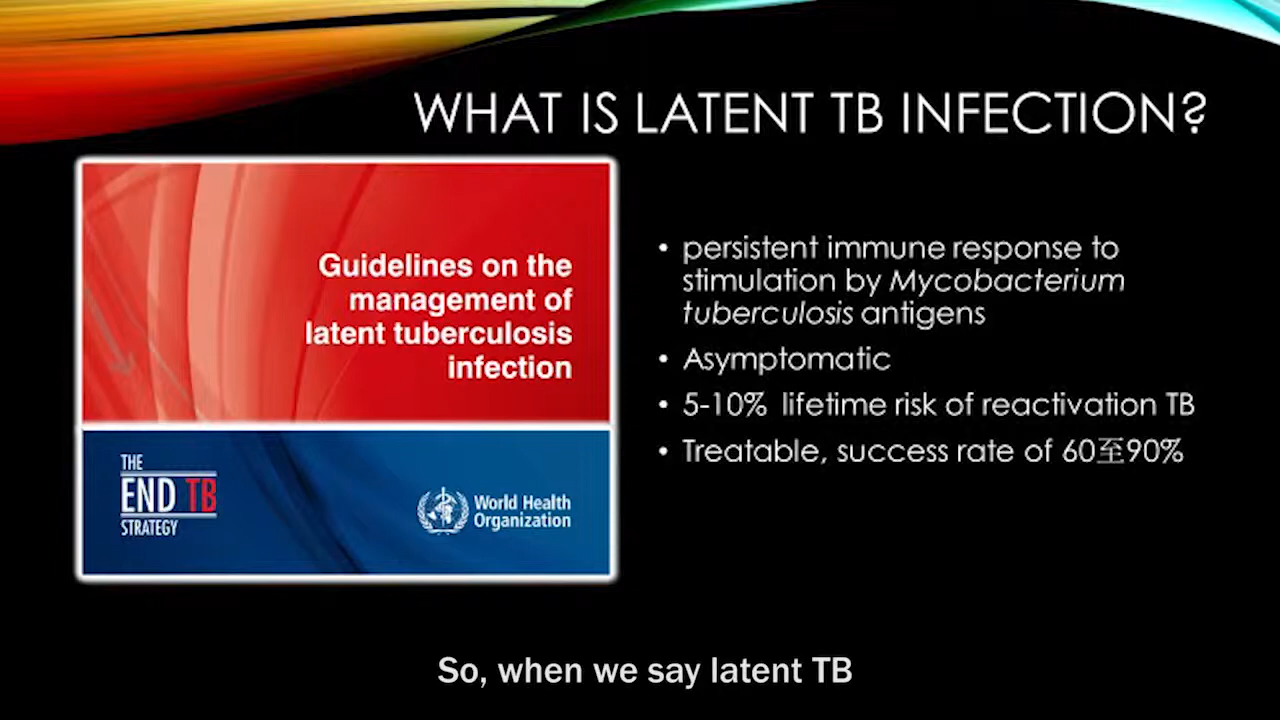 WHAT IS LATENT TB INFECTION?
Guidelines on the
management of
latent tuberculosis
infection
THE
END TB
STRATEGY
World Health
Organization
• persistent immune response to
stimulation by Mycobacterium
tuberculosis antigens
• Asymptomatic
• 5-10% lifetime risk of reactivation TB
• Treatable, success rate of 60至90%
So, when we say latent TB